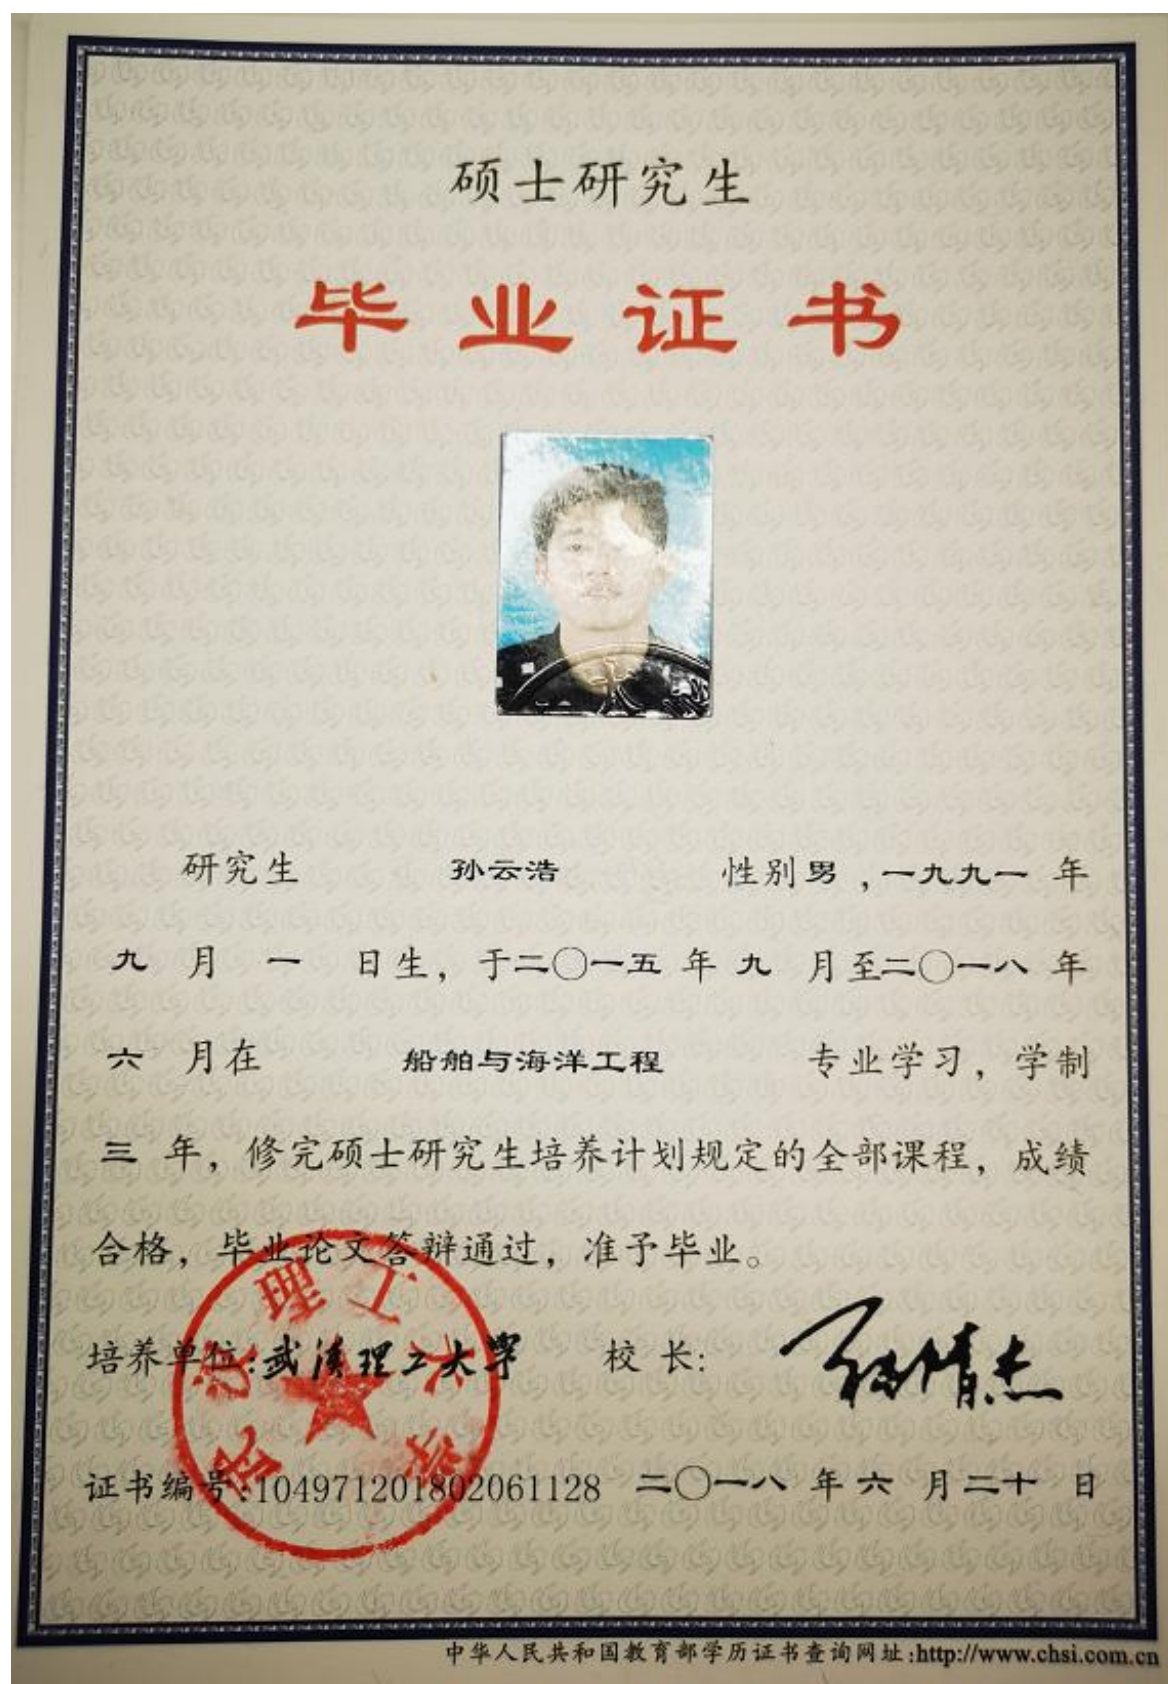 硕士研究生
毕业证书
研究生 孙云浩 性别 男 ,一九九一 年
九 月 一 日生, 于二〇一五 年 九 月至二〇一八 年
六 月在 船舶与海洋工程 专业学习, 学制
三 年, 修完硕士研究生培养计划规定的全部课程, 成绩
合格, 毕业论文答辩通过, 准予毕业。
培养单位:武汉理工大学 校 长:
武汉理工大学
证书编号:104971201802061128 二〇一八 年 六 月 二十 日
中华人民共和国教育部学历证书查询网址:http://www.chsi.com.cn